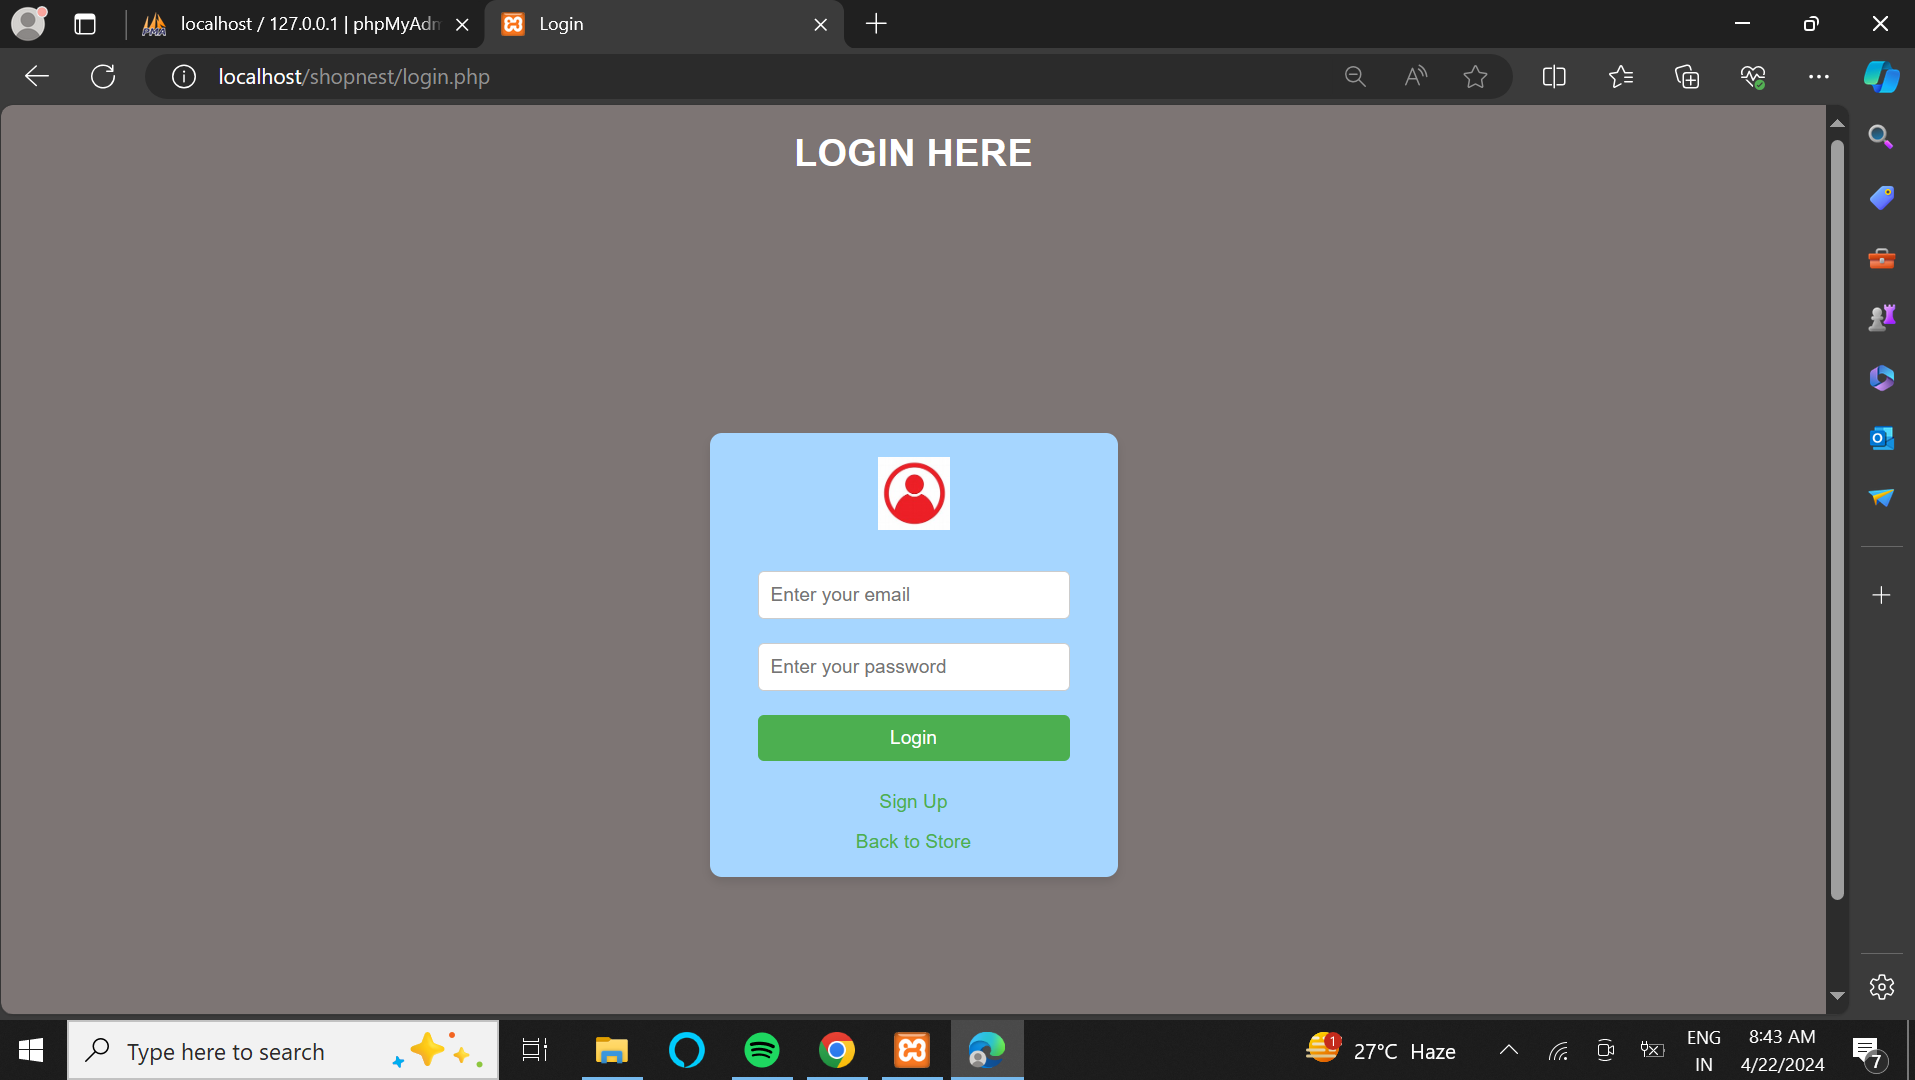 localhost / 127.0.0.1 | phpMyAdm
Login
localhost/shopnest/login.php
LOGIN HERE
Enter your email
Enter your password
Login
Sign Up
Back to Store
Type here to search
1
27°C Haze
ENG
IN
8:43 AM
4/22/2024
7